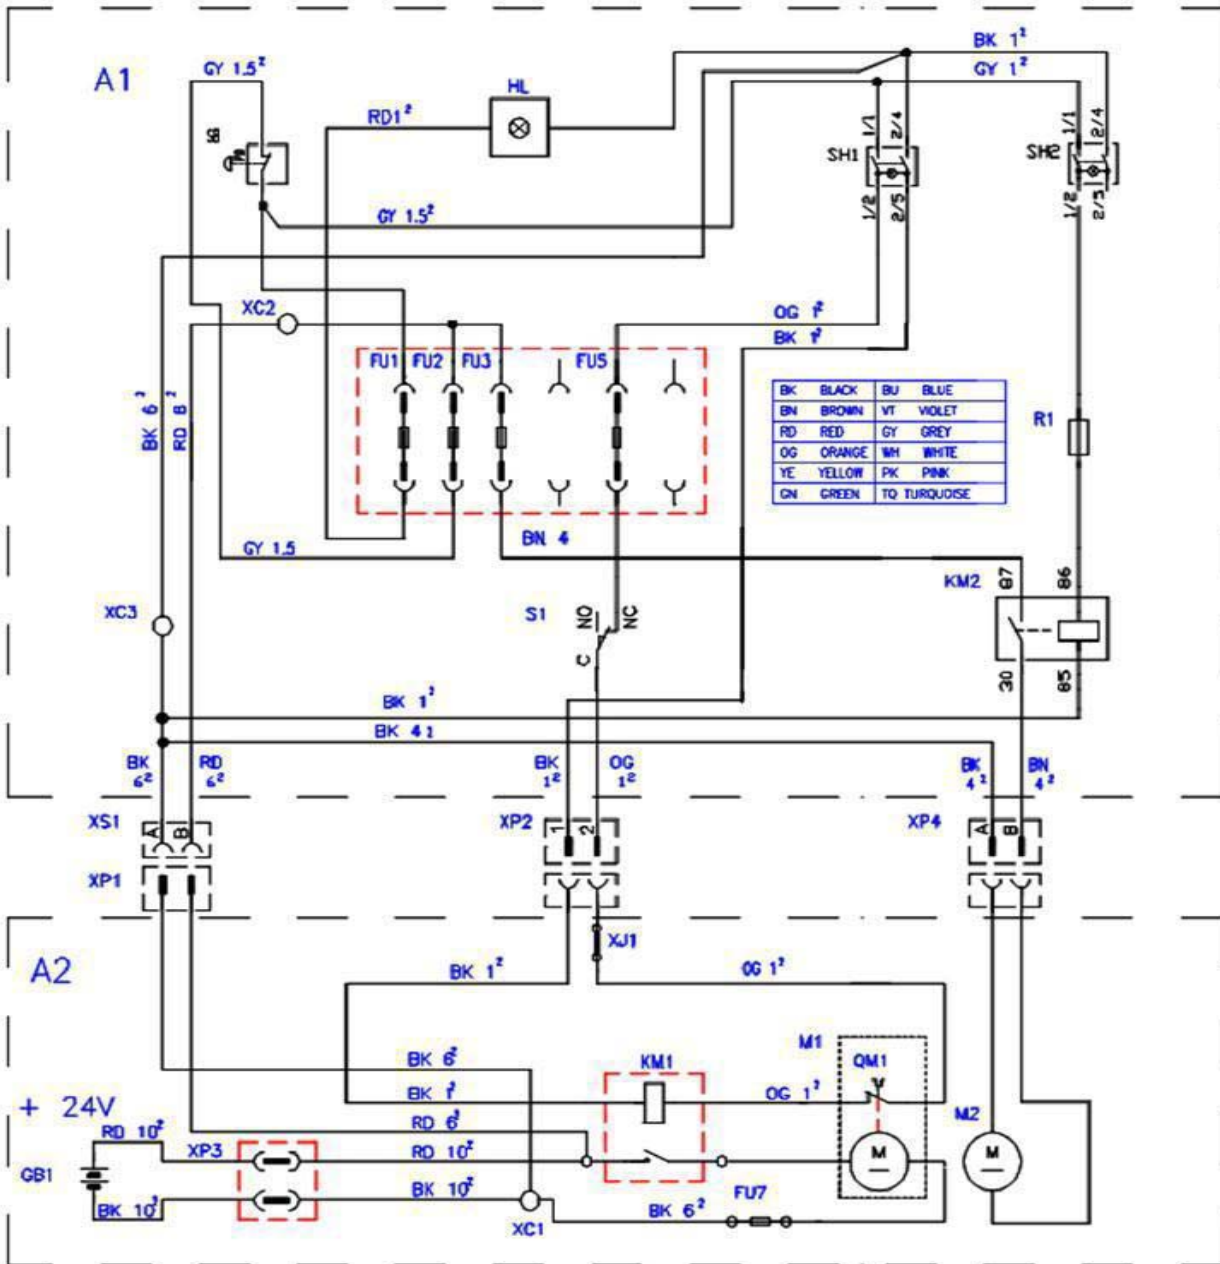 BK 1²
A1
GY 1.5²
GY 1²
HL
RD1²
1/1
2/4
1/1
2/4
SH1
SH2
1/2
2/5
1/2
2/5
GY 1.5²
XC2
OG 1²
BK 1²
FU1 FU2 FU3 FU5
BK BLACK BU BLUE
BN BROWN VT VIOLET
RD RED GY GREY
OG ORANGE WH WHITE
YE YELLOW PK PINK
GN GREEN TQ TURQUOISE
BK 6²
RD 8²
R1
BN 4
GY 1.5
KM2
87
86
XC3
S1
NO
NC
C
30
85
BK 1²
BK 4²
BK 6²
RD 6²
BK 1²
OG 1²
BK 4²
BN 4²
XS1
A
B
XP2
1
2
XP4
A
B
XP1
XJ1
A2
BK 1²
OG 1²
M1
BK 6²
KM1
QM1
+ 24V
BK 1²
OG 1²
M2
RD 10²
RD 6²
XP3
RD 10²
M
M
GB1
BK 10²
FU7
BK 10²
BK 6²
XC1